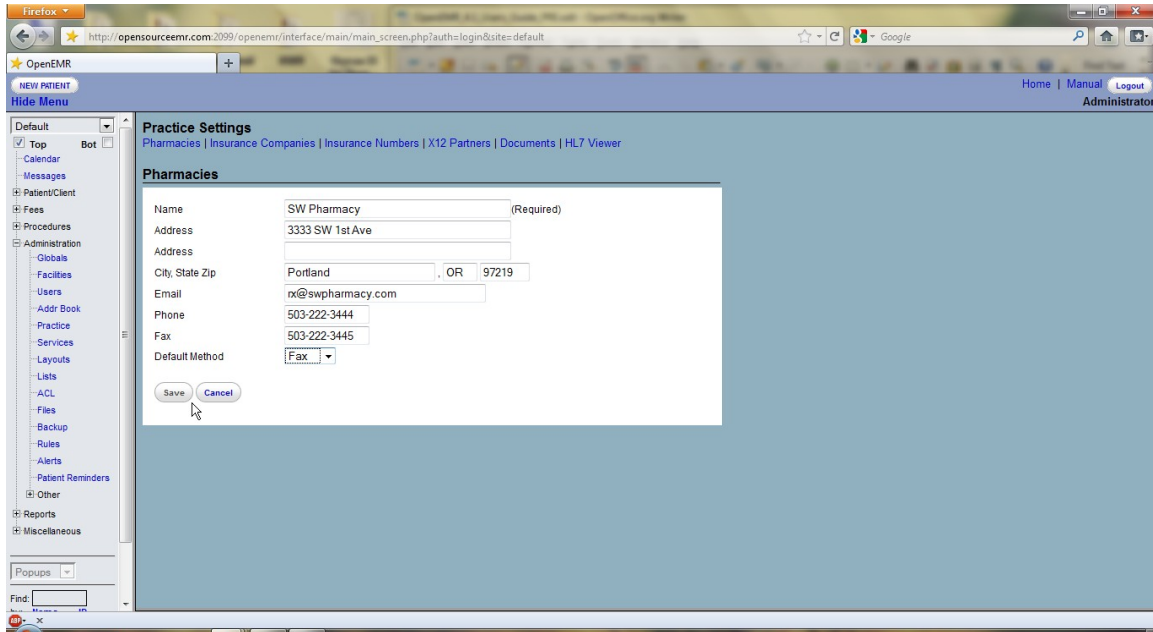 Firefox
http://opensourceemr.com:2099/openemr/interface/main/main_screen.php?auth=login&site=default
Google
OpenEMR
NEW PATIENT
Home | Manual Logout
Hide Menu
Administrator
Default
Top Bot
Calendar
Messages
Patient/Client
Fees
Procedures
Administration
Globals
Facilities
Users
Addr Book
Practice
Services
Layouts
Lists
ACL
Files
Backup
Rules
Alerts
Patient Reminders
Other
Reports
Miscellaneous
Popups
Find:
Practice Settings
Pharmacies | Insurance Companies | Insurance Numbers | X12 Partners | Documents | HL7 Viewer
Pharmacies
Name SW Pharmacy (Required)
Address 3333 SW 1st Ave
Address
City, State Zip Portland , OR 97219
Email rx@swpharmacy.com
Phone 503-222-3444
Fax 503-222-3445
Default Method Fax
Save Cancel
ABP